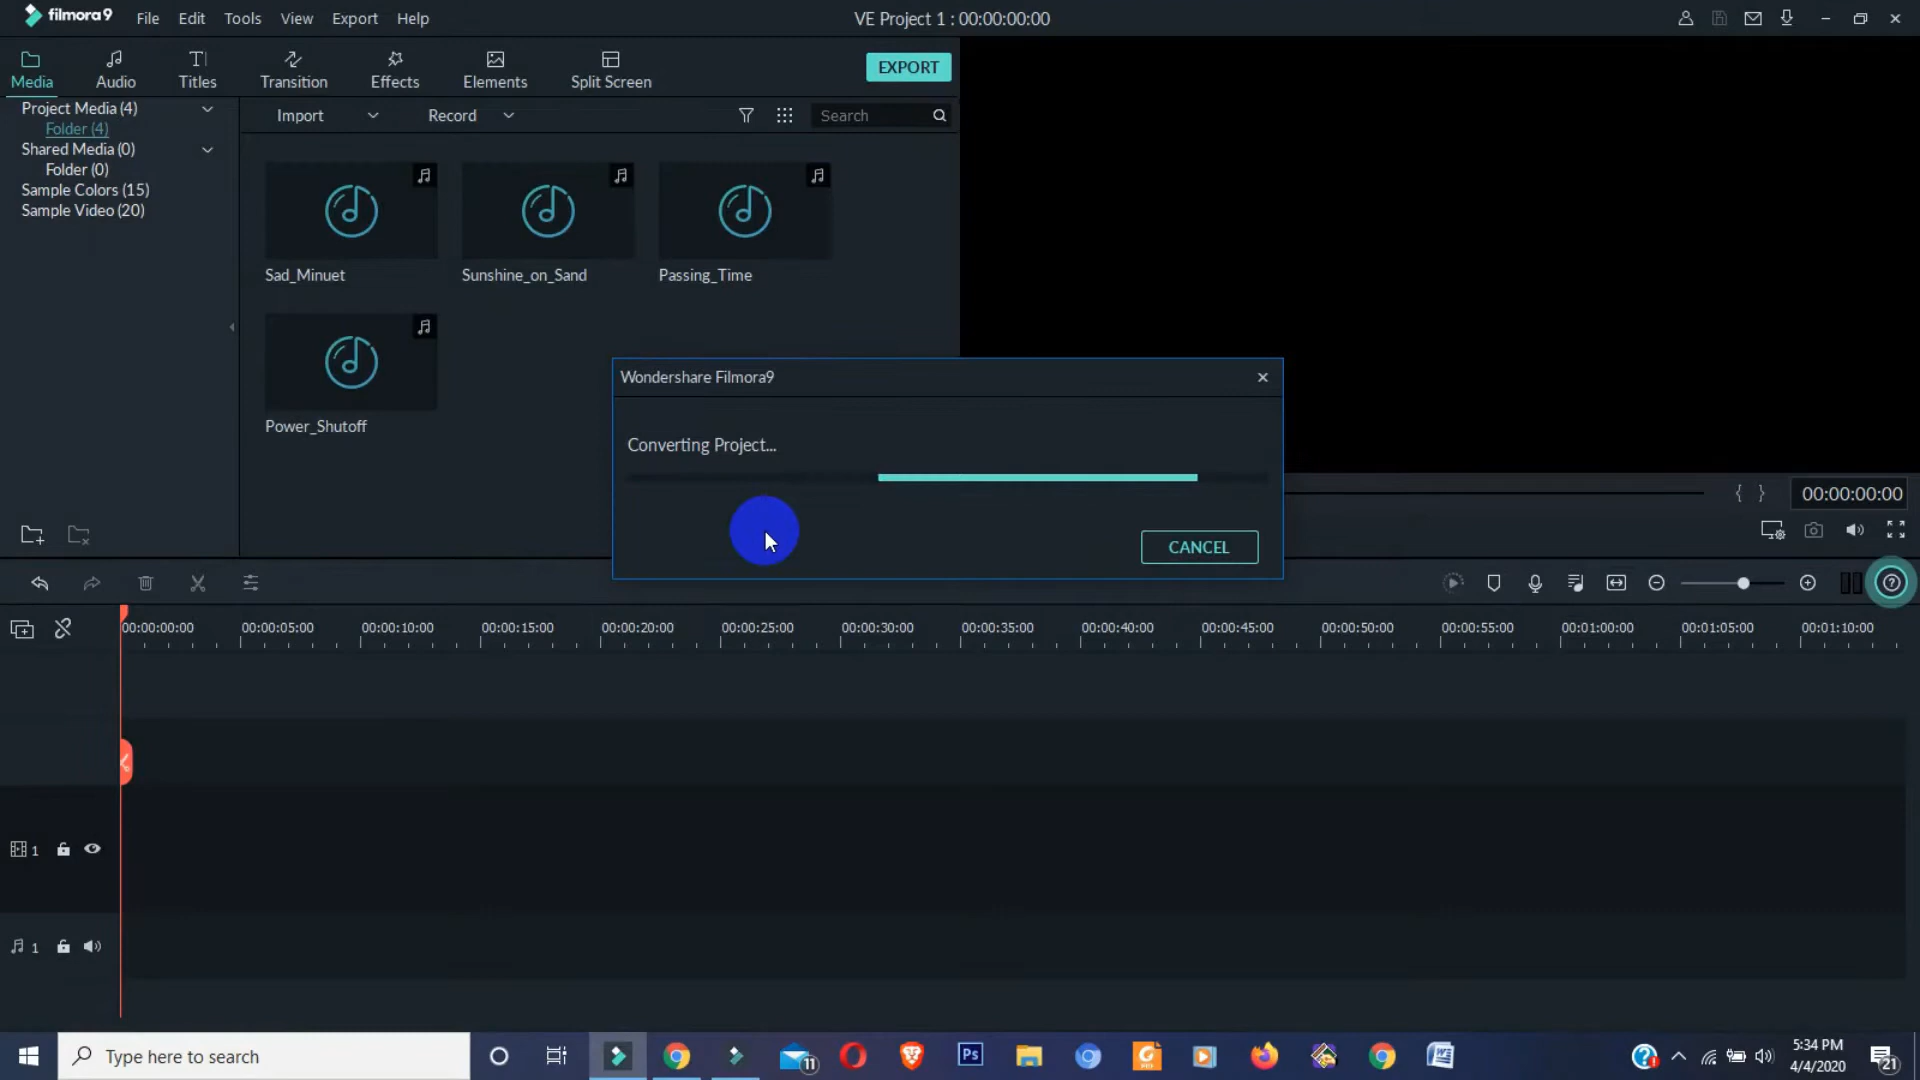 filmora9
File Edit Tools View Export Help
VE Project 1 : 00:00:00:00
Media Audio Titles Transition Effects Elements Split Screen
EXPORT
Project Media (4)
Folder (4)
Shared Media (0)
Folder (0)
Sample Colors (15)
Sample Video (20)
Import Record Search
Sad_Minuet Sunshine_on_Sand Passing_Time
Power_Shutoff
Wondershare Filmora9
Converting Project...
CANCEL
00:00:00:00
00:00:00:00 00:00:05:00 00:00:10:00 00:00:15:00 00:00:20:00 00:00:25:00 00:00:30:00 00:00:35:00 00:00:40:00 00:00:45:00 00:00:50:00 00:00:55:00 00:01:00:00 00:01:05:00 00:01:10:00
1
1
Type here to search
11
Ps
5:34 PM
4/4/2020
21